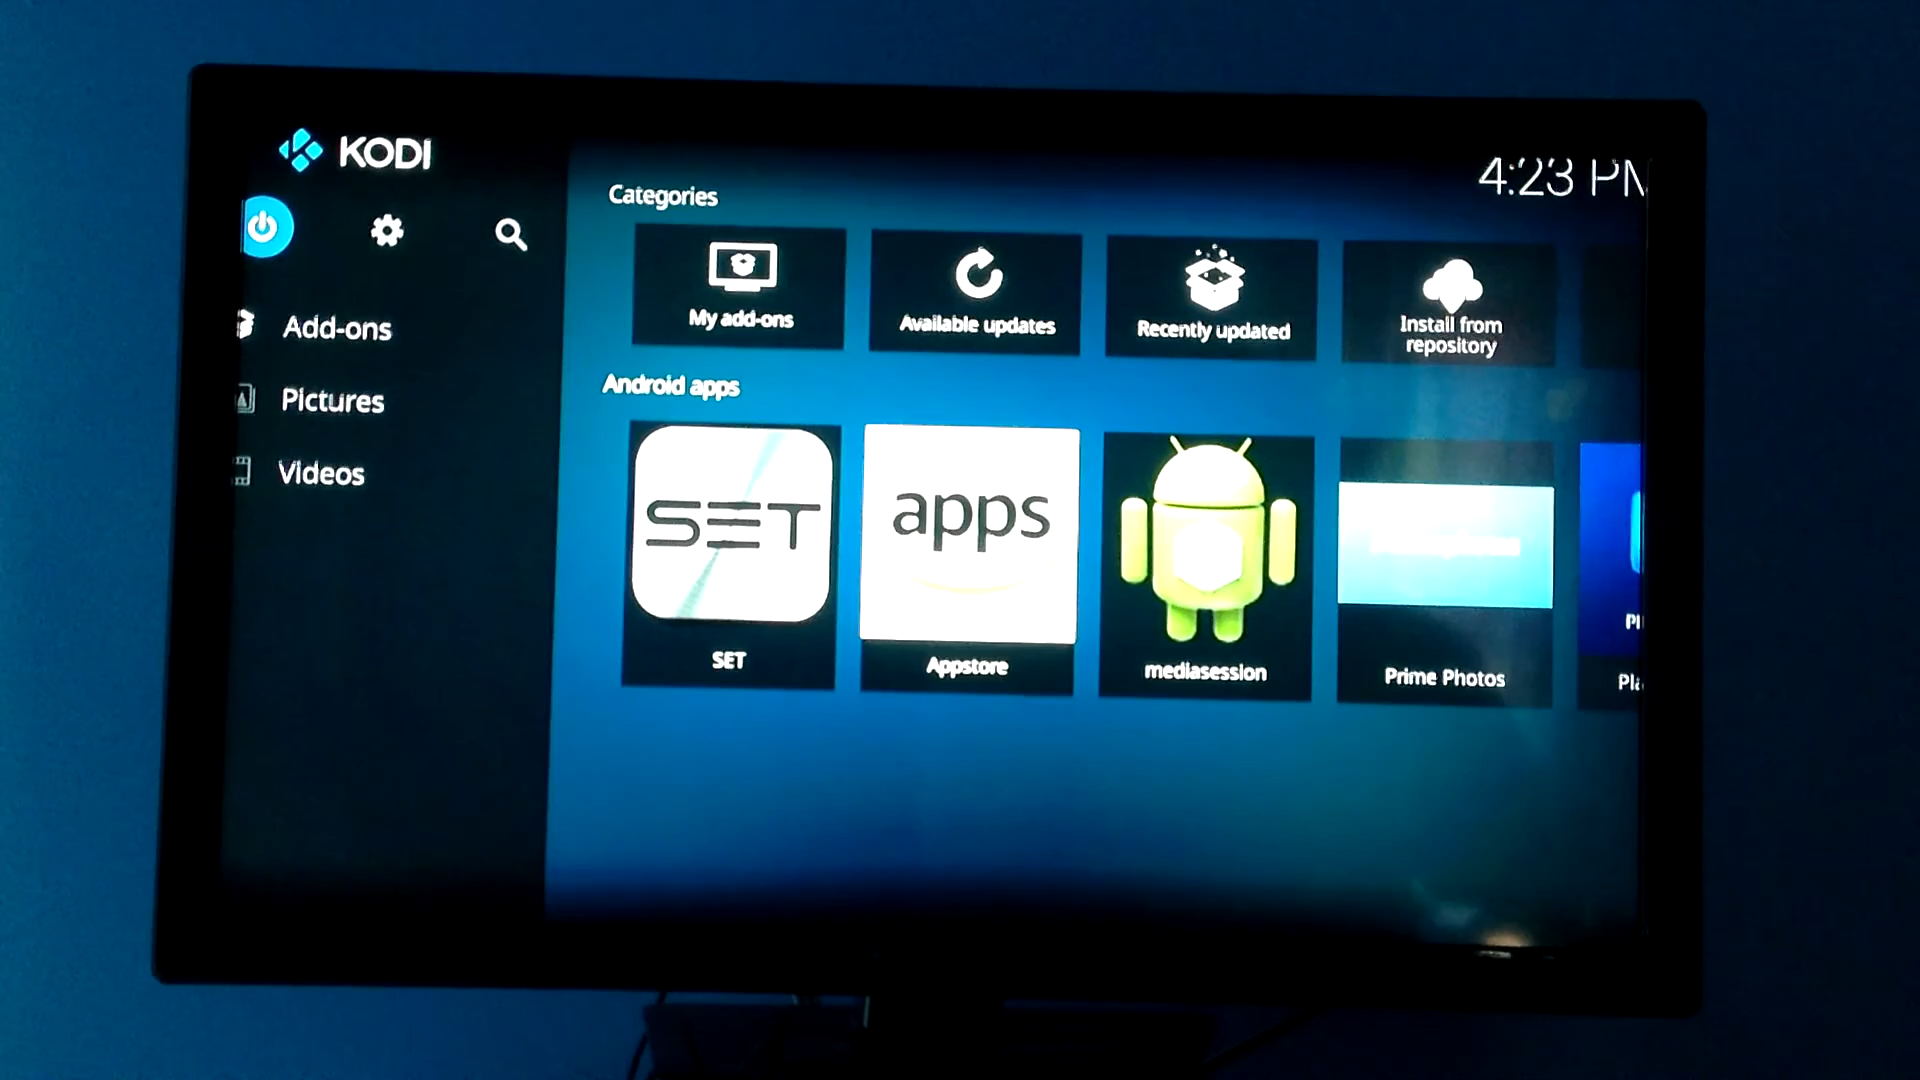 KODI
4:23 PM
Categories
My add-ons
Available updates
Recently updated
Install from
repository
Add-ons
Pictures
Videos
Android apps
SET
apps
SET
Appstore
mediasession
Prime Photos